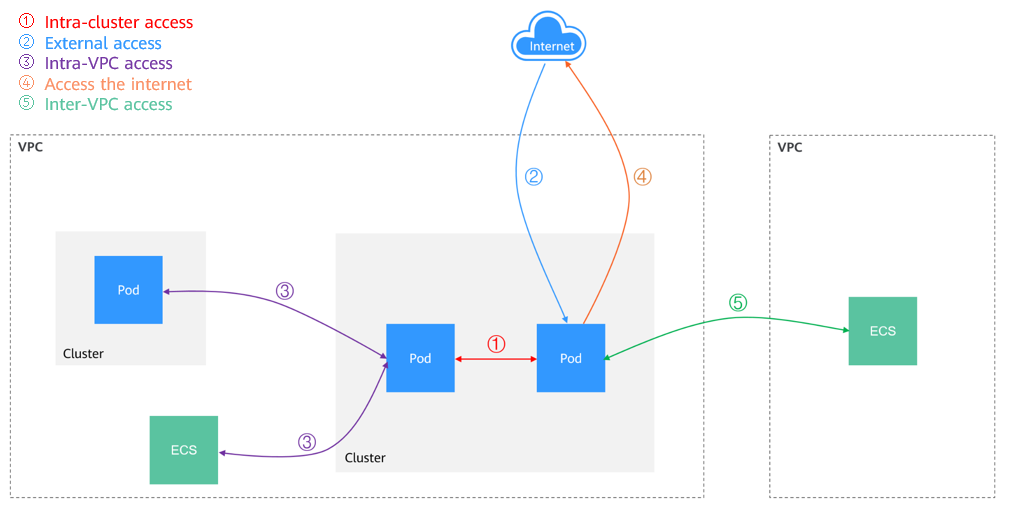 ① Intra-cluster access
② External access
③ Intra-VPC access
④ Access the internet
⑤ Inter-VPC access
Internet
VPC
VPC
②
④
Pod
③
Cluster
⑤
ECS
Pod
①
Pod
ECS
③
Cluster